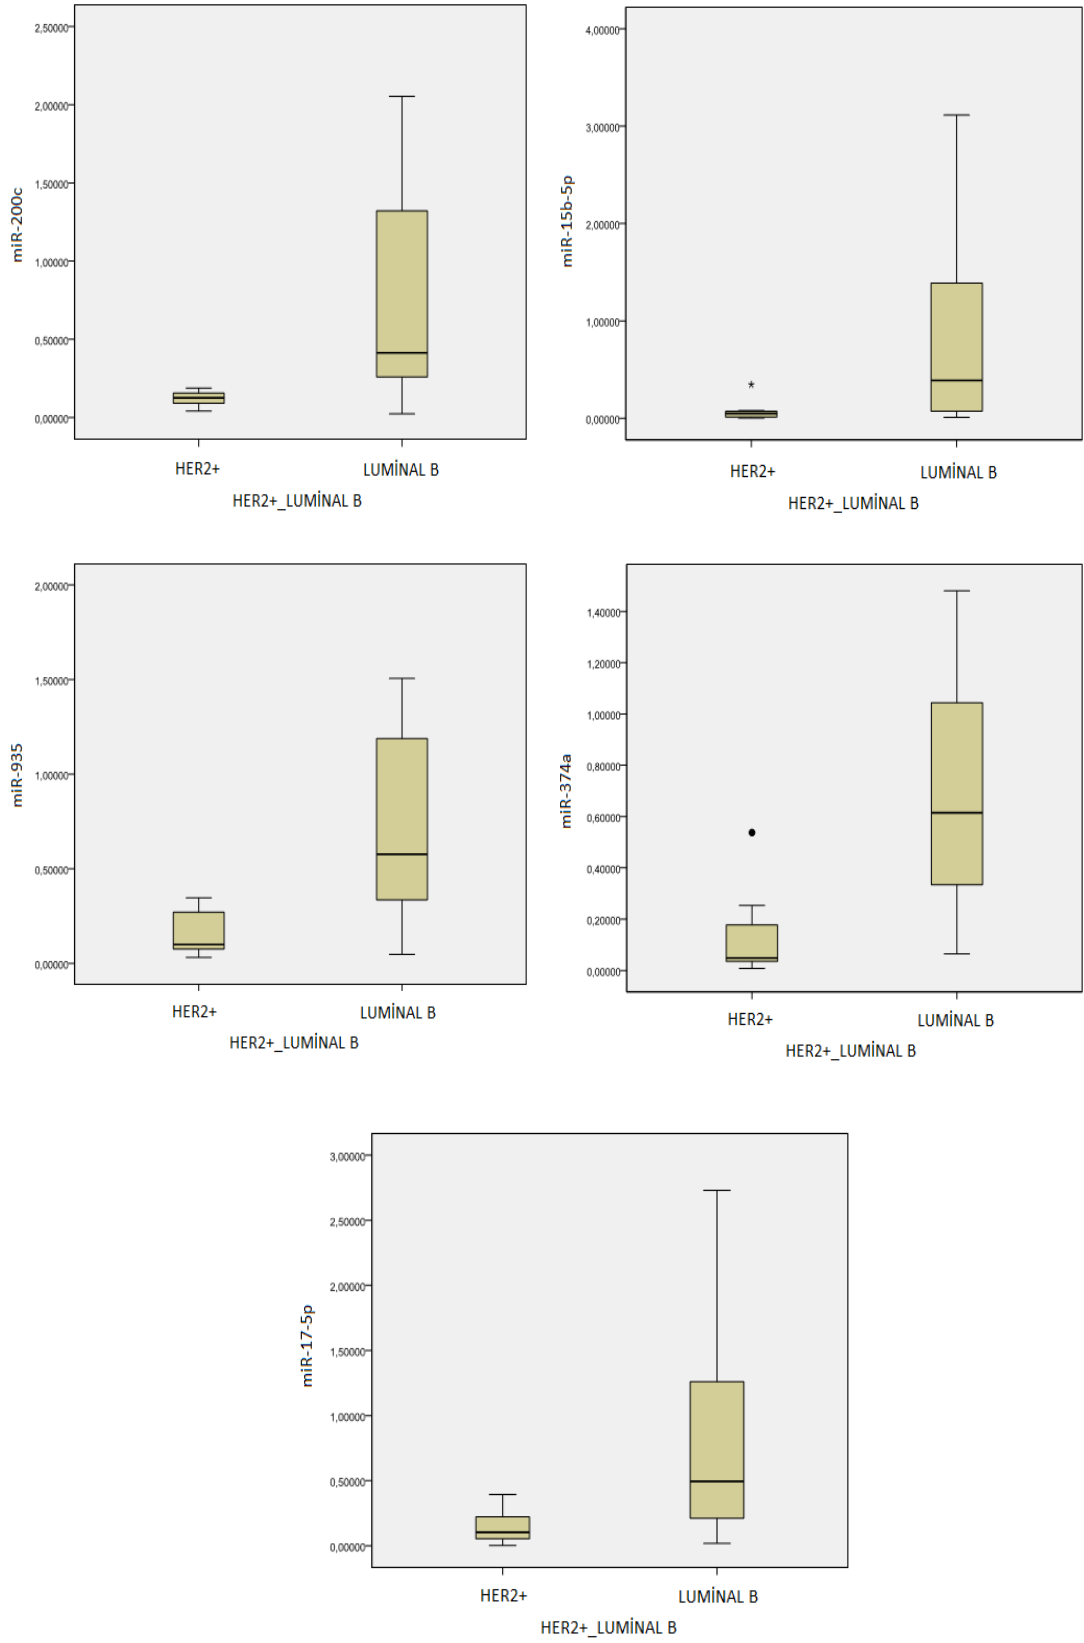 miR-200c
2,50000
2,00000
1,50000
1,00000
0,50000
0,00000
HER2+ LUMİNAL B
HER2+_LUMİNAL B
miR-15b-5p
4,00000
3,00000
2,00000
1,00000
0,00000
*
HER2+ LUMİNAL B
HER2+_LUMİNAL B
miR-935
2,00000
1,50000
1,00000
0,50000
0,00000
HER2+ LUMİNAL B
HER2+_LUMİNAL B
miR-374a
1,40000
1,20000
1,00000
0,80000
0,60000
0,40000
0,20000
0,00000
HER2+ LUMİNAL B
HER2+_LUMİNAL B
miR-17-5p
3,00000
2,50000
2,00000
1,50000
1,00000
0,50000
0,00000
HER2+ LUMİNAL B
HER2+_LUMİNAL B